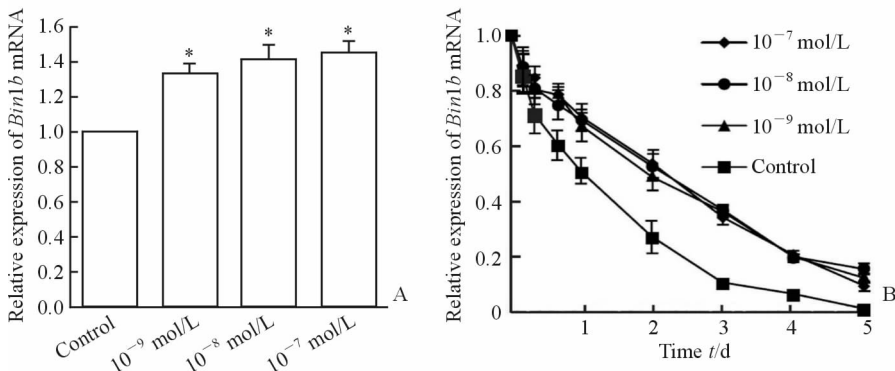 Relative expression of Bin1b mRNA
1.6
1.4
1.2
1.0
0.8
0.6
0.4
0.2
0.0
*
*
*
Control
10⁻⁹ mol/L
10⁻⁸ mol/L
10⁻⁷ mol/L
A
Relative expression of Bin1b mRNA
1.0
0.8
0.6
0.4
0.2
0
10⁻⁷ mol/L
10⁻⁸ mol/L
10⁻⁹ mol/L
Control
1 2 3 4 5
Time t/d
B